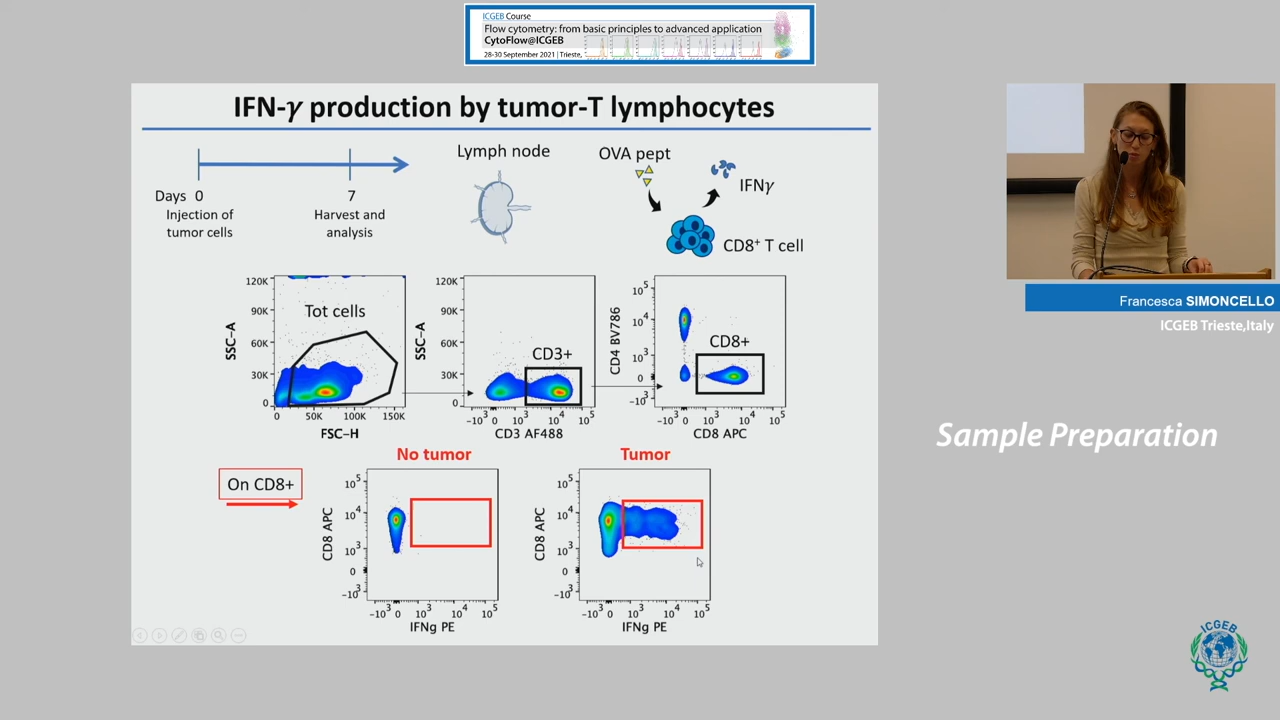 ICGEB Course
Flow cytometry: from basic principles to advanced application
CytoFlow@ICGEB
28-30 September 2021 | Trieste,
IFN-γ production by tumor-T lymphocytes
Days 0
7
Injection of
tumor cells
Harvest and
analysis
Lymph node
OVA pept
IFNγ
CD8⁺ T cell
120K
90K
60K
30K
0
SSC-A
Tot cells
0 50K 100K 150K
FSC-H
120K
90K
60K
30K
0
SSC-A
CD3+
-10³ 0 10³ 10⁴ 10⁵
CD3 AF488
10⁵
10⁴
10³
0
-10³
CD4 BV786
CD8+
-10³ 0 10³ 10⁴ 10⁵
CD8 APC
On CD8+
No tumor
10⁵
10⁴
10³
0
-10³
CD8 APC
-10³ 0 10³ 10⁴ 10⁵
IFNg PE
Tumor
10⁵
10⁴
10³
0
-10³
CD8 APC
-10³ 0 10³ 10⁴ 10⁵
IFNg PE
Francesca SIMONCELLO
ICGEB Trieste,Italy
Sample Preparation
ICGEB